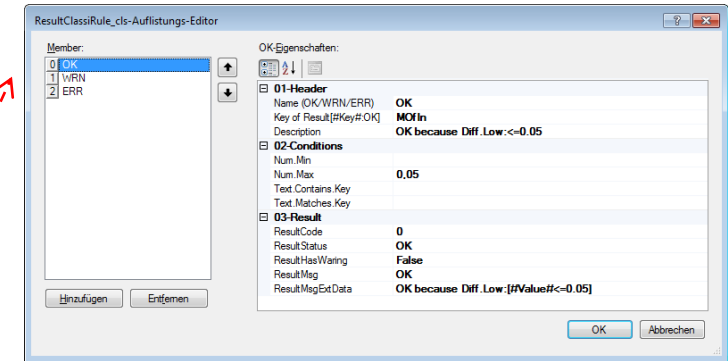 ResultClassiRule_cls-Auflistungs-Editor
Member:
OK-Eigenschaften:
0 OK
1 WRN
2 ERR
01-Header
Name (OK/WRN/ERR) OK
Key of Result[#Key#:OK] MOfIn
Description OK because Diff.Low:<=0.05
02-Conditions
Num.Min
Num.Max 0,05
Text.Contains.Key
Text.Matches.Key
03-Result
ResultCode 0
ResultStatus OK
ResultHasWaring False
ResultMsg OK
ResultMsgExtData OK because Diff.Low:[#Value#<=0.05]
Hinzufügen Entfernen
OK Abbrechen